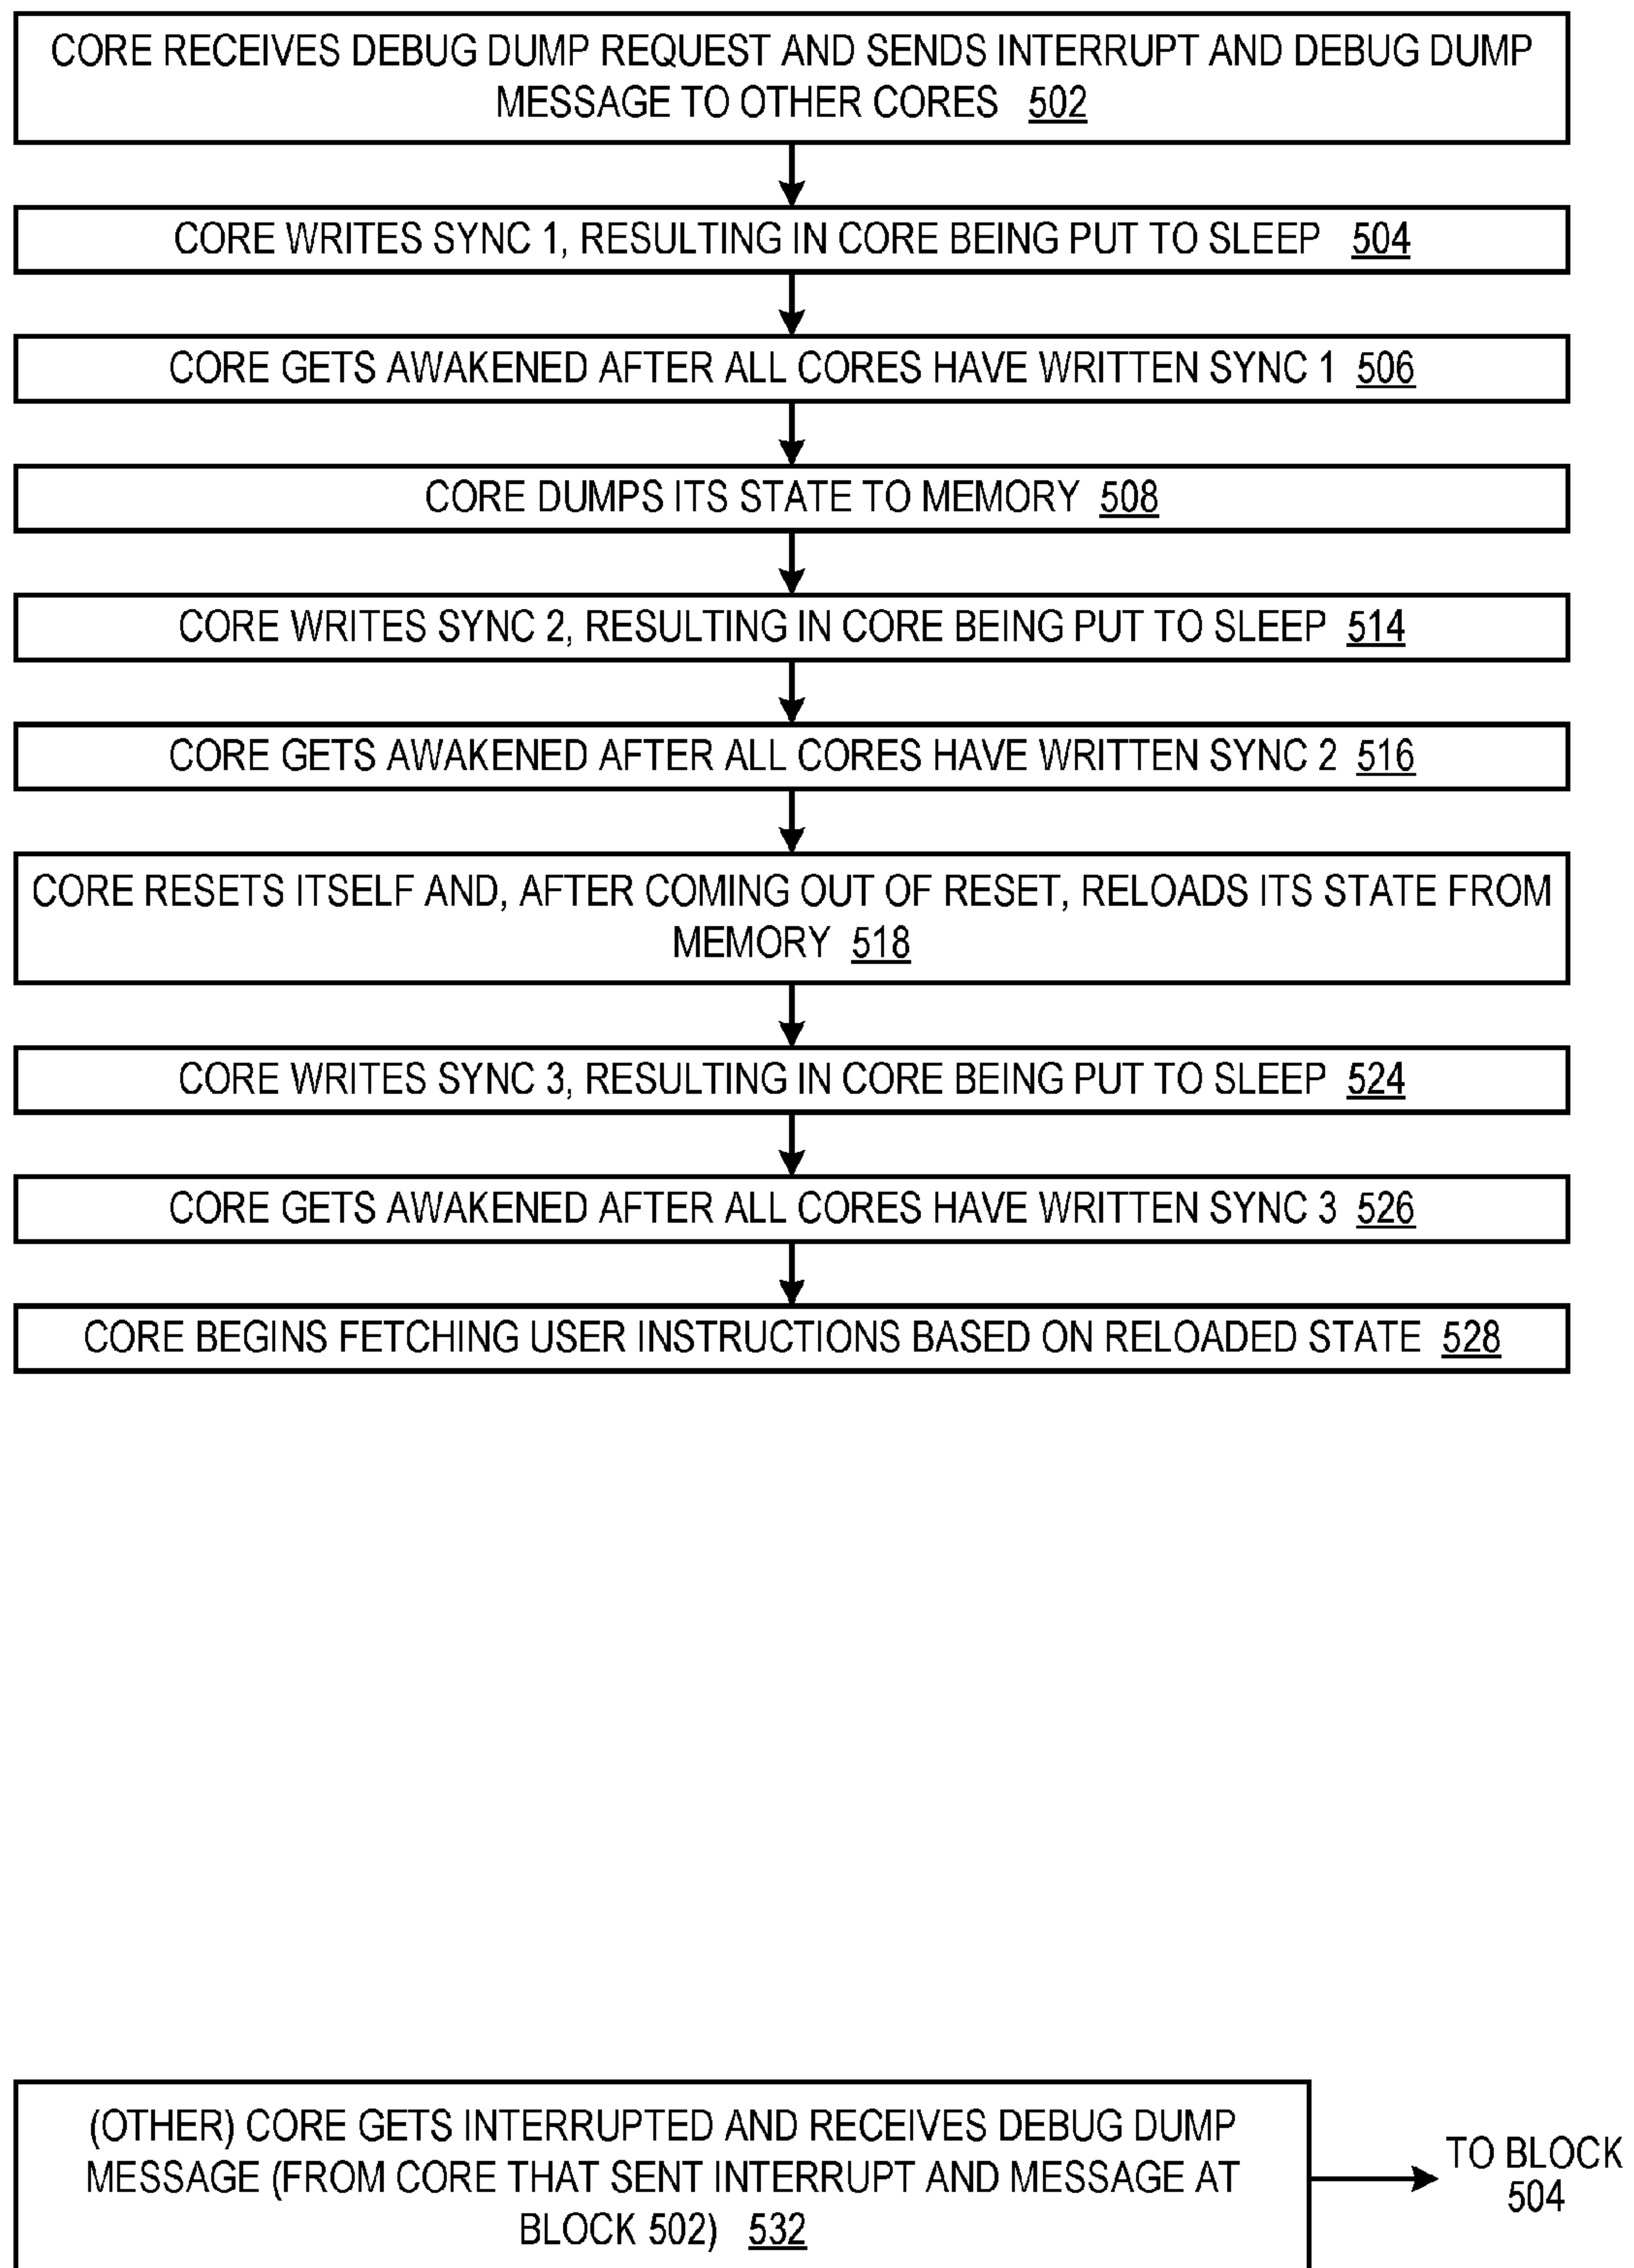 CORE RECEIVES DEBUG DUMP REQUEST AND SENDS INTERRUPT AND DEBUG DUMP
MESSAGE TO OTHER CORES 502
CORE WRITES SYNC 1, RESULTING IN CORE BEING PUT TO SLEEP 504
CORE GETS AWAKENED AFTER ALL CORES HAVE WRITTEN SYNC 1 506
CORE DUMPS ITS STATE TO MEMORY 508
CORE WRITES SYNC 2, RESULTING IN CORE BEING PUT TO SLEEP 514
CORE GETS AWAKENED AFTER ALL CORES HAVE WRITTEN SYNC 2 516
CORE RESETS ITSELF AND, AFTER COMING OUT OF RESET, RELOADS ITS STATE FROM
MEMORY 518
CORE WRITES SYNC 3, RESULTING IN CORE BEING PUT TO SLEEP 524
CORE GETS AWAKENED AFTER ALL CORES HAVE WRITTEN SYNC 3 526
CORE BEGINS FETCHING USER INSTRUCTIONS BASED ON RELOADED STATE 528
(OTHER) CORE GETS INTERRUPTED AND RECEIVES DEBUG DUMP
MESSAGE (FROM CORE THAT SENT INTERRUPT AND MESSAGE AT
BLOCK 502) 532
TO BLOCK
504